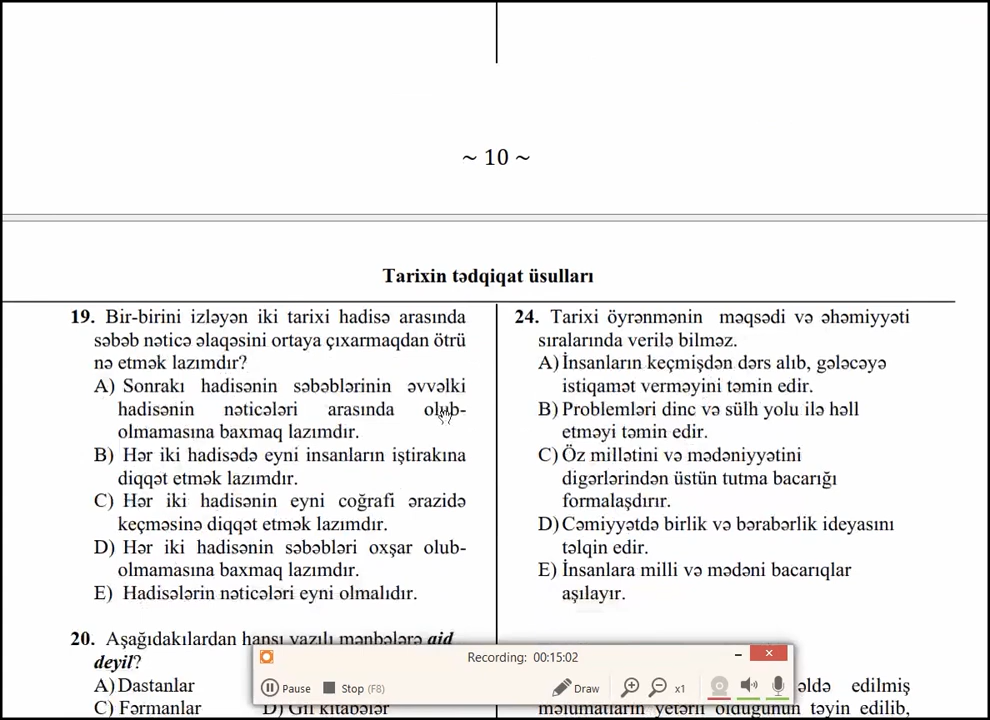 ~ 10 ~
Tarixin tədqiqat üsulları
19. Bir-birini izləyən iki tarixi hadisə arasında
səbəb nəticə əlaqəsini ortaya çıxarmaqdan ötrü
nə etmək lazımdır?
A) Sonrakı hadisənin səbəblərinin əvvəlki
hadisənin nəticələri arasında olub-
olmamasına baxmaq lazımdır.
B) Hər iki hadisədə eyni insanların iştirakına
diqqət etmək lazımdır.
C) Hər iki hadisənin eyni coğrafi ərazidə
keçməsinə diqqət etmək lazımdır.
D) Hər iki hadisənin səbəbləri oxşar olub-
olmamasına baxmaq lazımdır.
E) Hadisələrin nəticələri eyni olmalıdır.
20. Aşağıdakılardan hansı yazılı mənbələrə aid
deyil?
A) Dastanlar
C) Fərmanlar D) Gil kitabələr
24. Tarixi öyrənmənin məqsədi və əhəmiyyəti
sıralarında verilə bilməz.
A) İnsanların keçmişdən dərs alıb, gələcəyə
istiqamət verməyini təmin edir.
B) Problemləri dinc və sülh yolu ilə həll
etməyi təmin edir.
C) Öz millətini və mədəniyyətini
digərlərindən üstün tutma bacarığı
formalaşdırır.
D) Cəmiyyətdə birlik və bərabərlik ideyasını
təlqin edir.
E) İnsanlara milli və mədəni bacarıqlar
aşılayır.
əldə edilmiş
məlumatların yetərli olduğunun təyin edilib,
Recording: 00:15:02
Pause Stop (F8) Draw x1